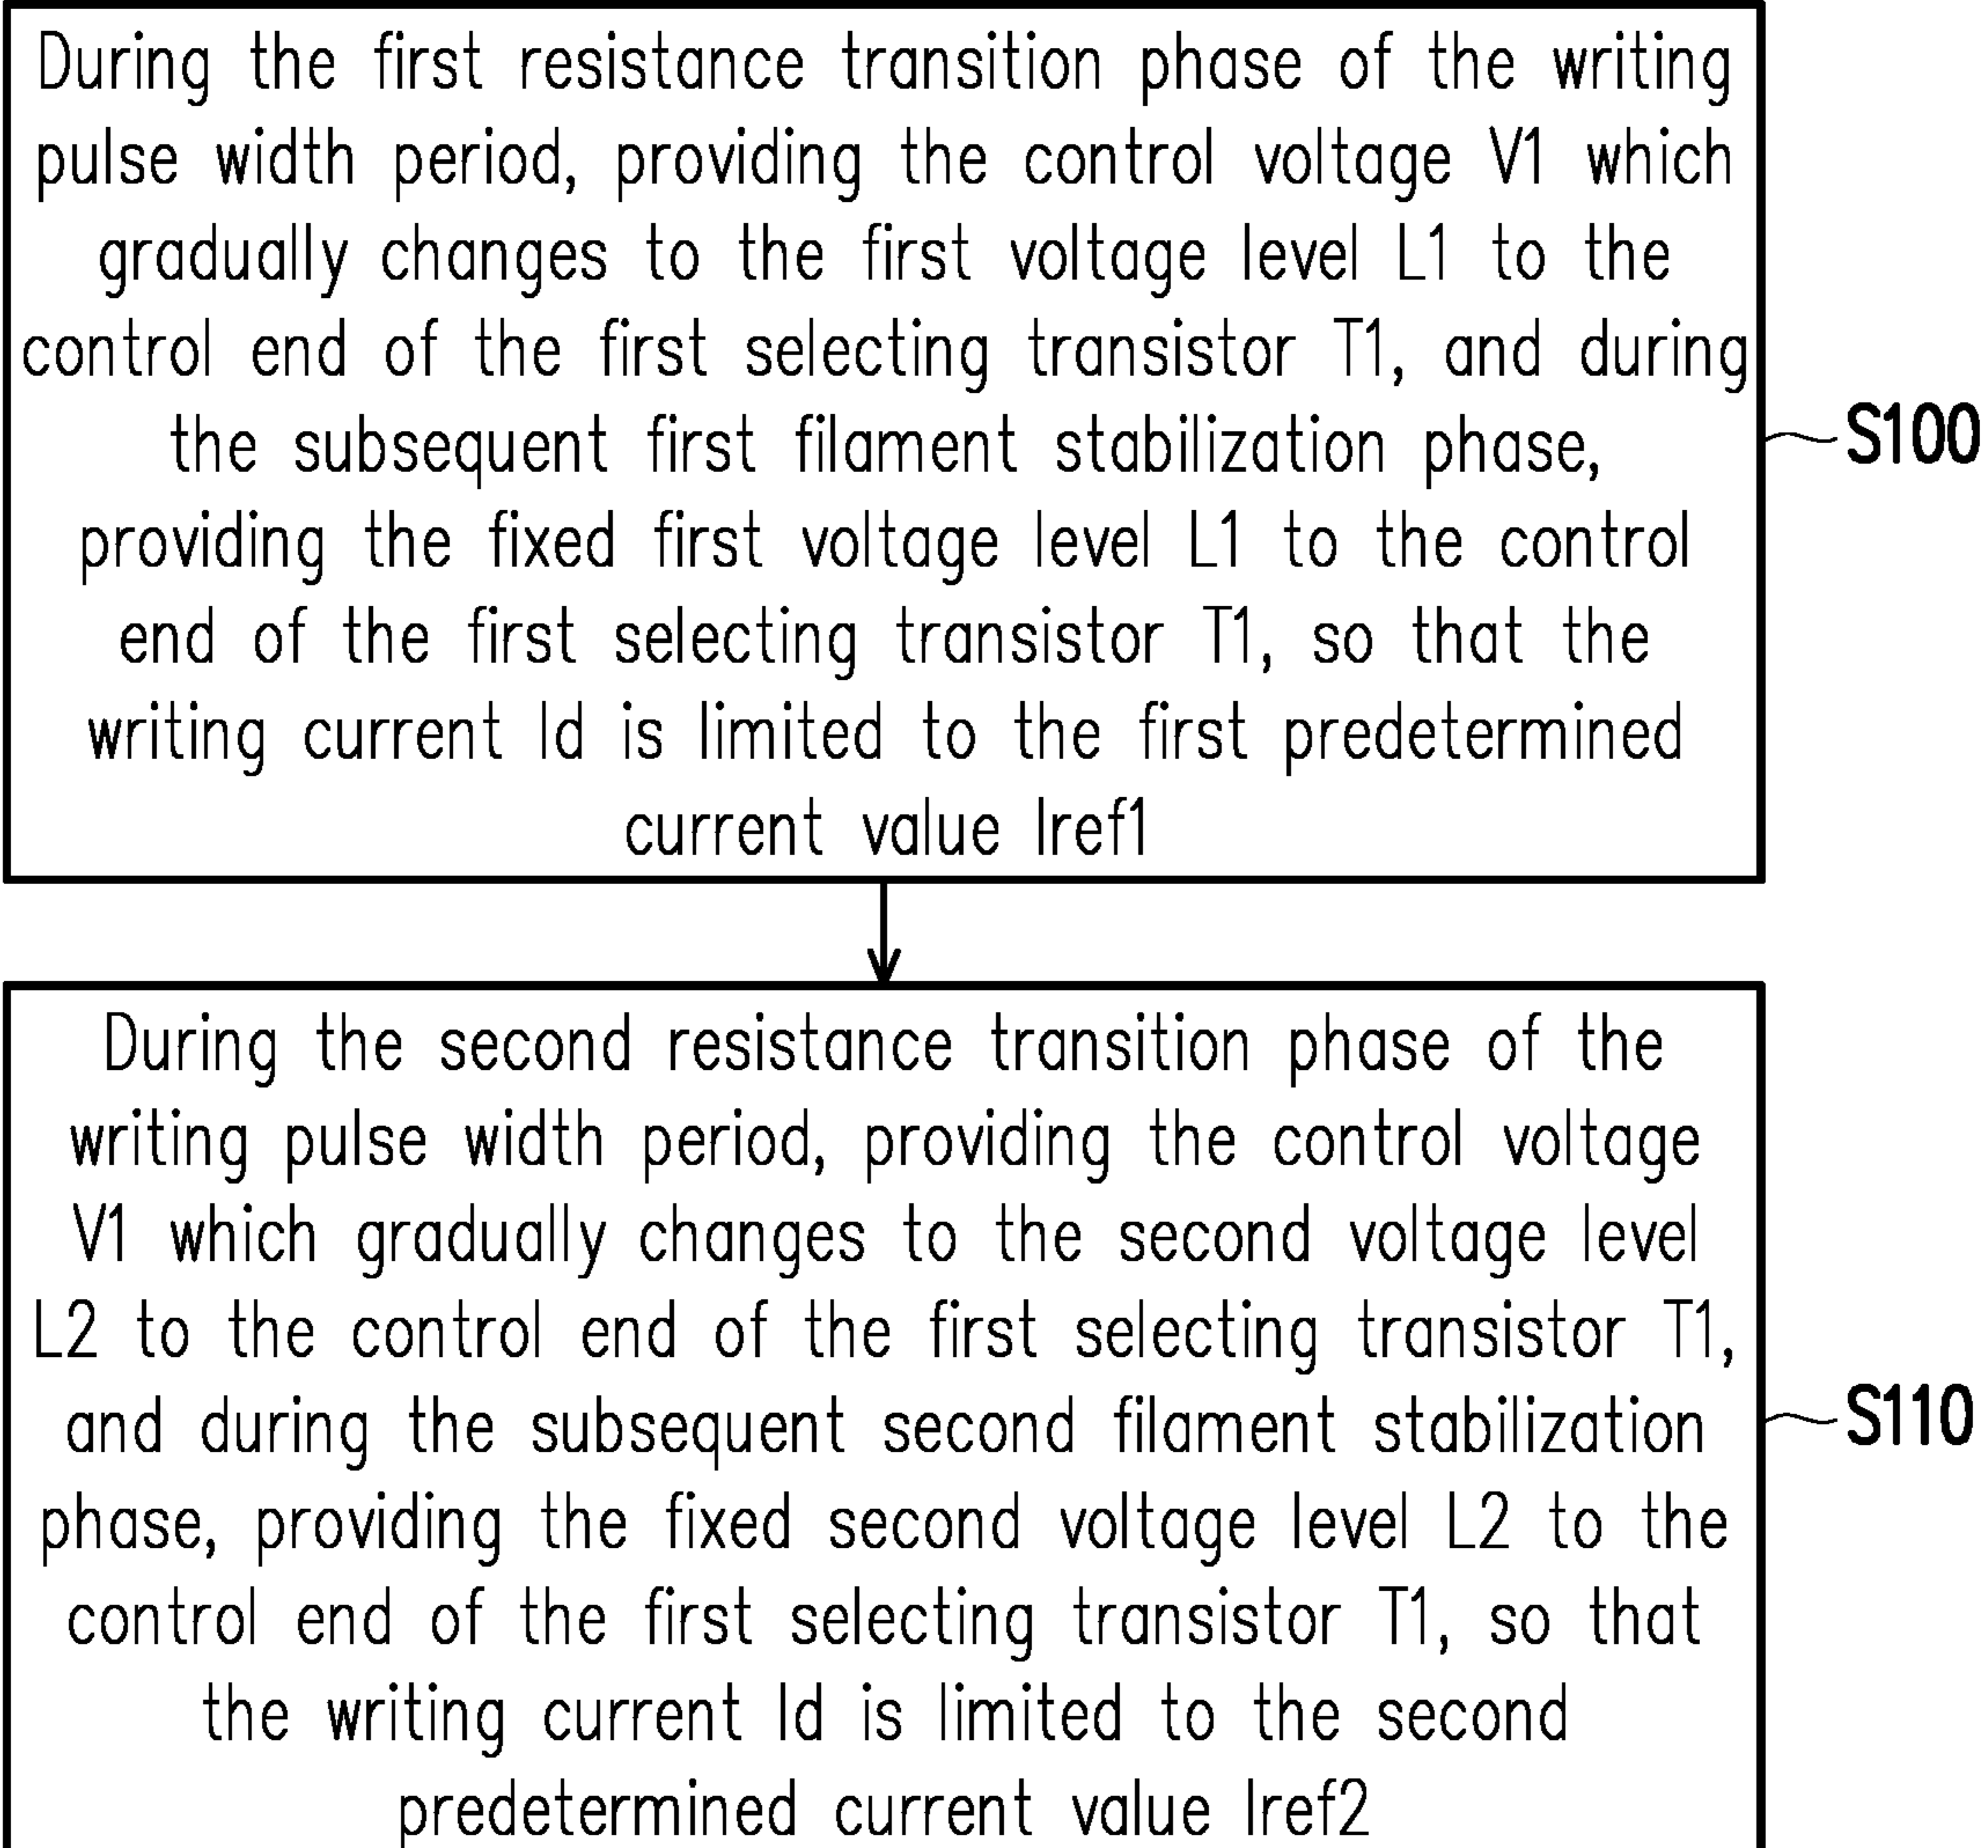 During the first resistance transition phase of the writing
pulse width period, providing the control voltage V1 which
gradually changes to the first voltage level L1 to the
control end of the first selecting transistor T1, and during
the subsequent first filament stabilization phase,
providing the fixed first voltage level L1 to the control
end of the first selecting transistor T1, so that the
writing current Id is limited to the first predetermined
current value Iref1
S100
During the second resistance transition phase of the
writing pulse width period, providing the control voltage
V1 which gradually changes to the second voltage level
L2 to the control end of the first selecting transistor T1,
and during the subsequent second filament stabilization
phase, providing the fixed second voltage level L2 to the
control end of the first selecting transistor T1, so that
the writing current Id is limited to the second
predetermined current value Iref2
S110